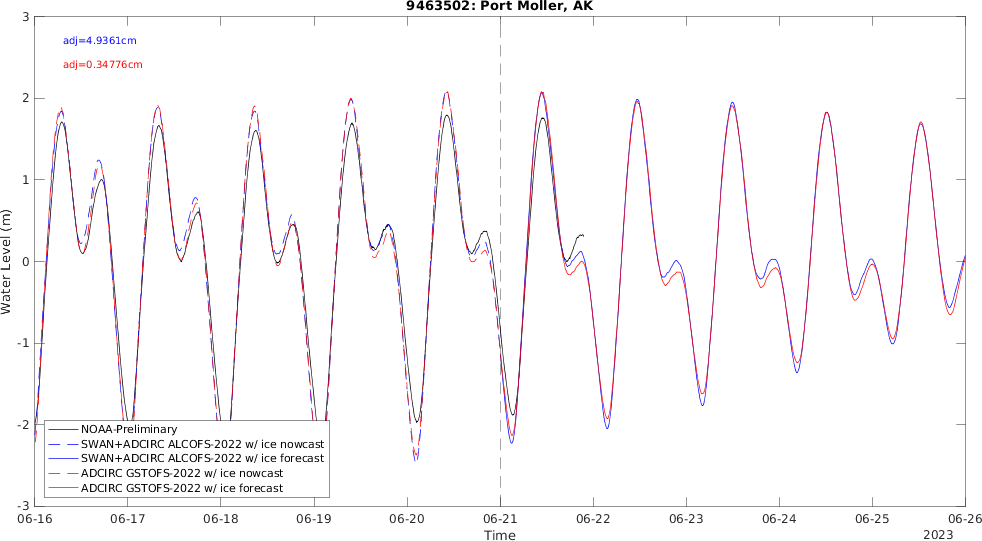 9463502: Port Moller, AK
adj=4.9361cm
adj=0.34776cm
Water Level (m)
3
2
1
0
-1
-2
-3
NOAA-Preliminary
SWAN+ADCIRC ALCOFS-2022 w/ ice nowcast
SWAN+ADCIRC ALCOFS-2022 w/ ice forecast
ADCIRC GSTOFS-2022 w/ ice nowcast
ADCIRC GSTOFS-2022 w/ ice forecast
06-16 06-17 06-18 06-19 06-20 06-21 06-22 06-23 06-24 06-25 06-26
Time
2023